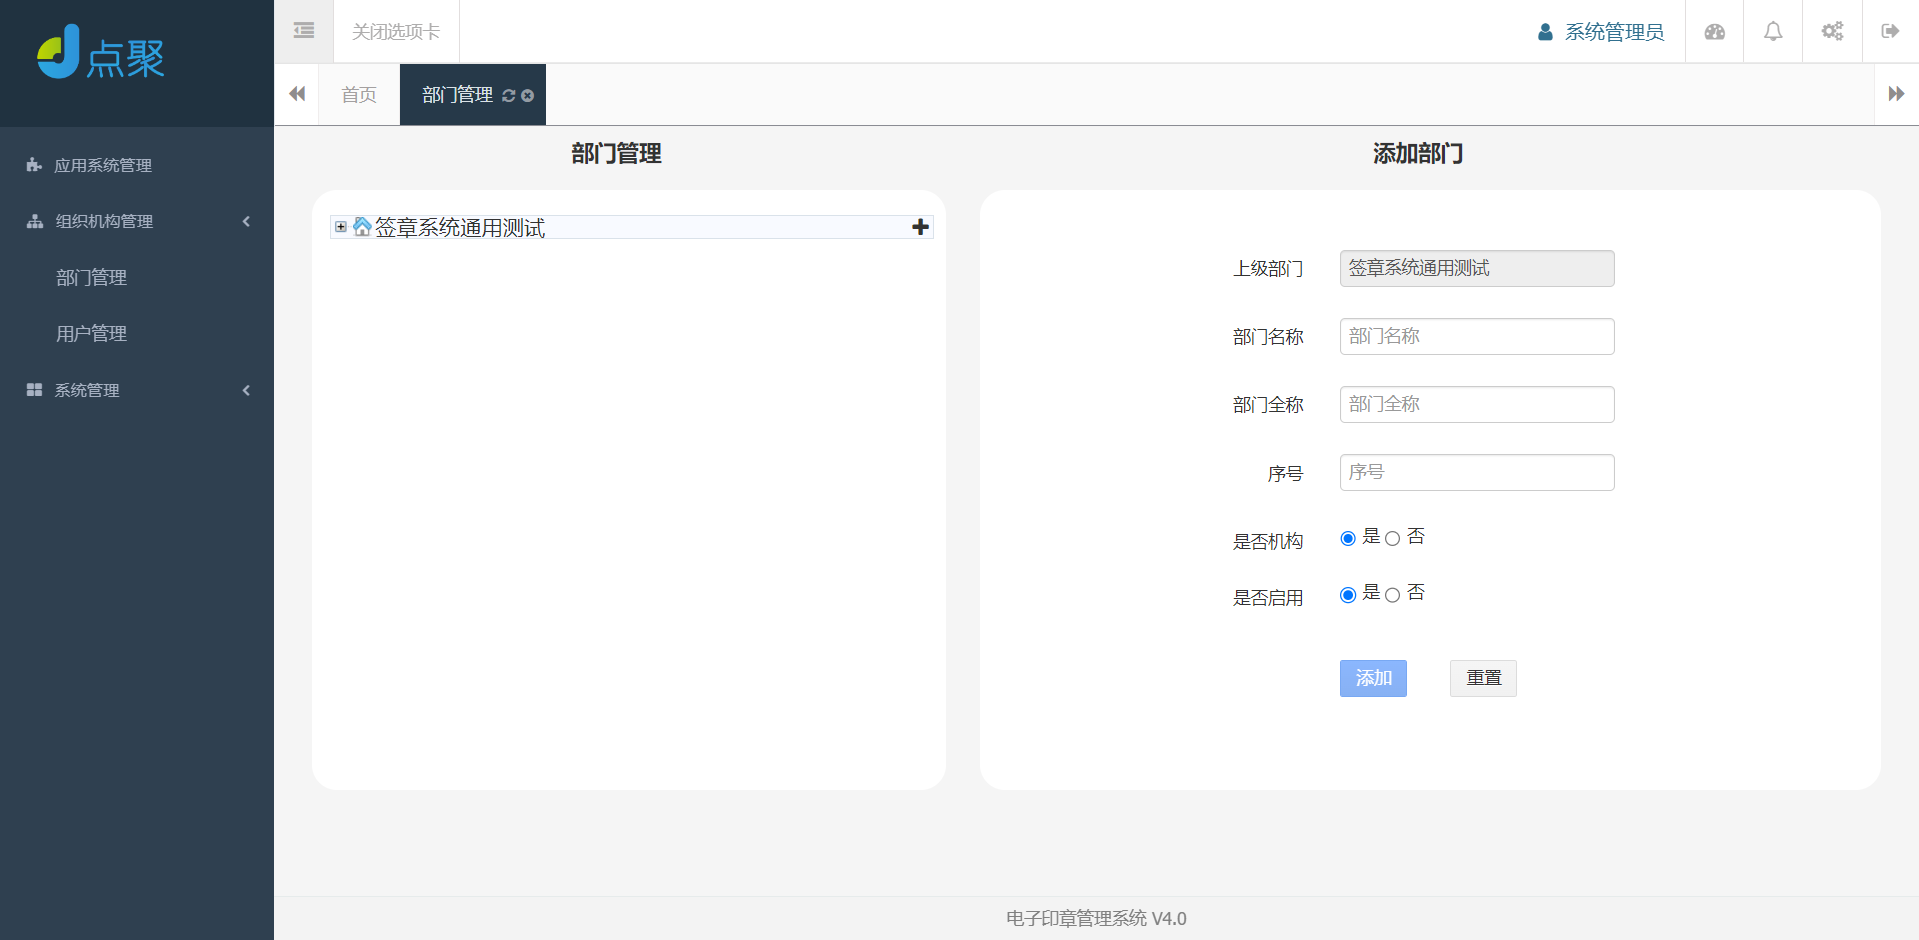 点聚
关闭选项卡
系统管理员
首页
部门管理
应用系统管理
组织机构管理
部门管理
用户管理
系统管理
部门管理
签章系统通用测试
添加部门
上级部门 签章系统通用测试
部门名称 部门名称
部门全称 部门全称
序号 序号
是否机构 是 否
是否启用 是 否
添加 重置
电子印章管理系统 V4.0